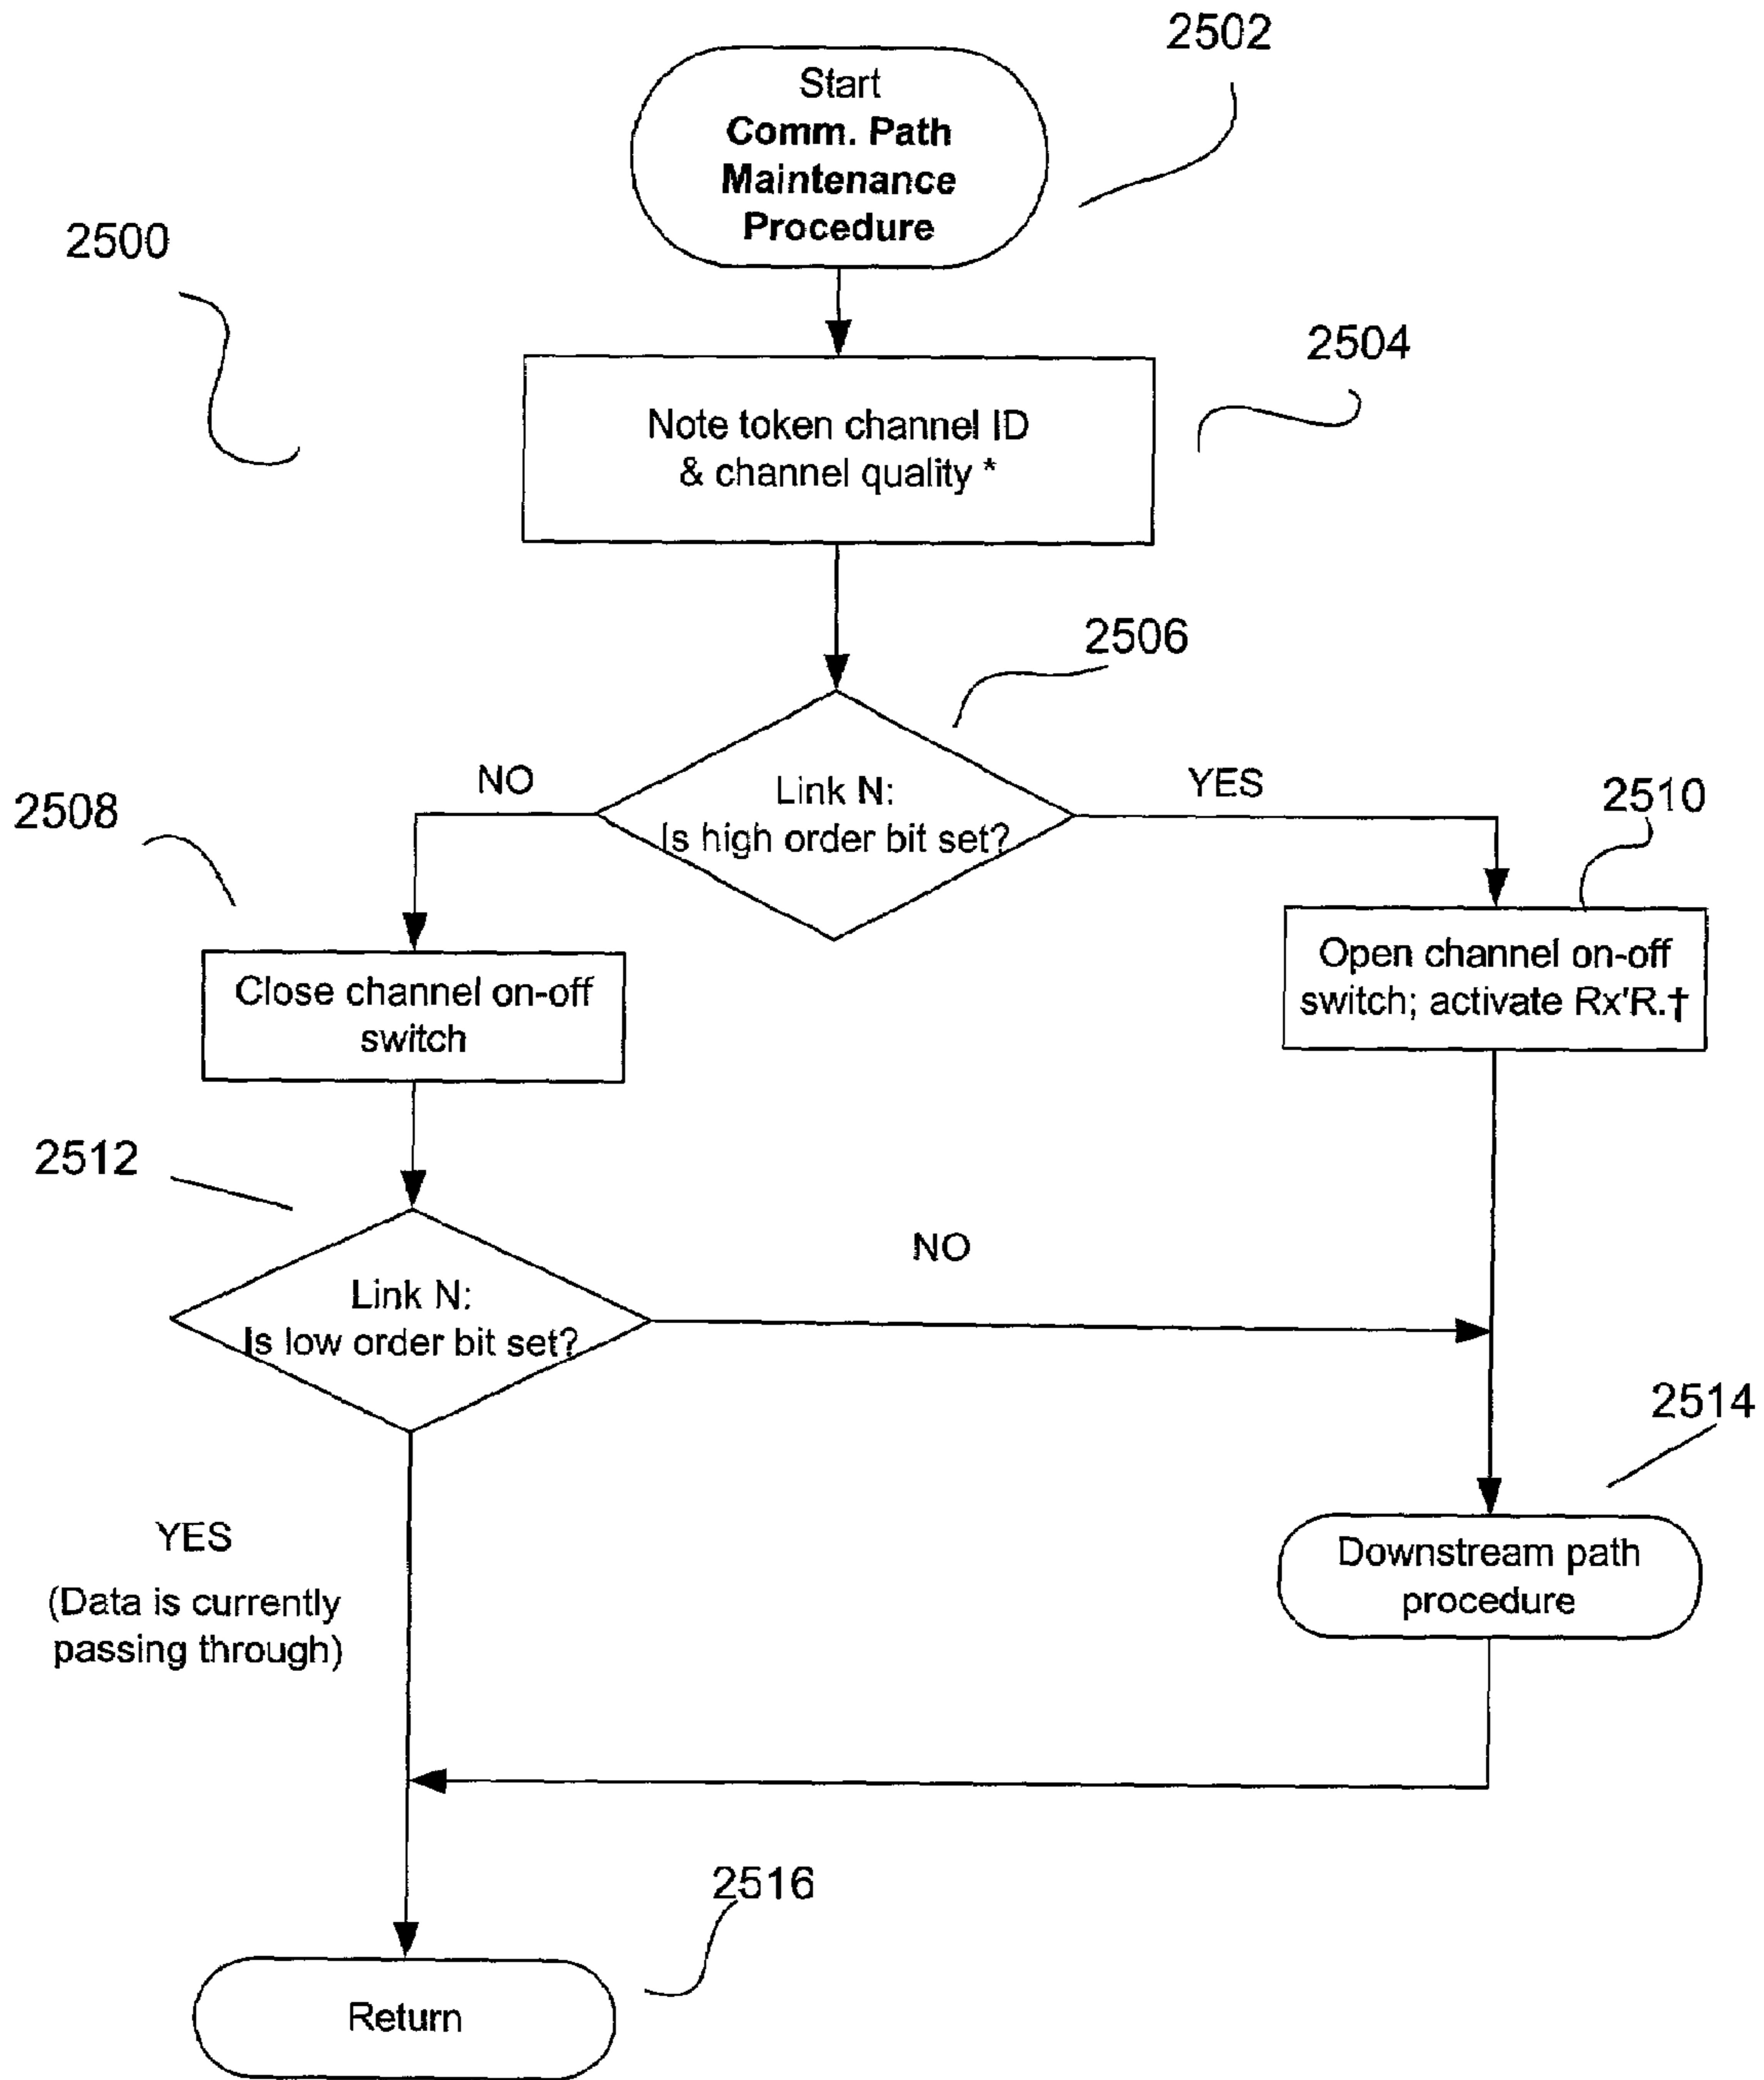 2502
Start
Comm. Path
Maintenance
Procedure
2500
2504
Note token channel ID
& channel quality *
2506
NO
Link N:
Is high order bit set?
YES
2508
2510
Close channel on-off
switch
Open channel on-off
switch; activate Rx'R.†
2512
Link N:
Is low order bit set?
NO
2514
YES
(Data is currently
passing through)
Downstream path
procedure
2516
Return